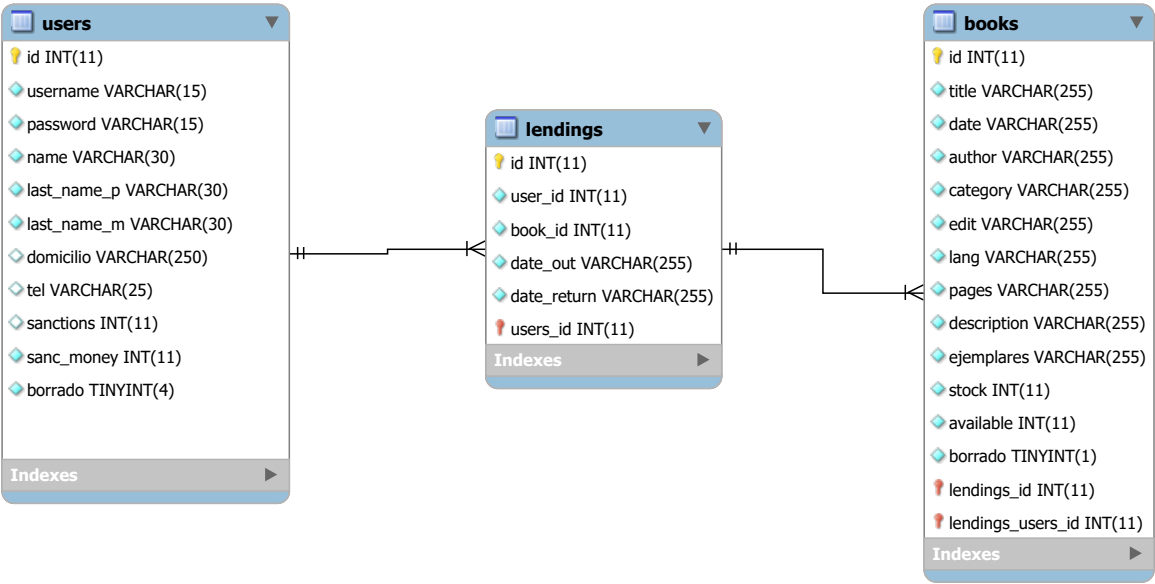 users
id INT(11)
username VARCHAR(15)
password VARCHAR(15)
name VARCHAR(30)
last_name_p VARCHAR(30)
last_name_m VARCHAR(30)
domicilio VARCHAR(250)
tel VARCHAR(25)
sanctions INT(11)
sanc_money INT(11)
borrado TINYINT(4)
Indexes
lendings
id INT(11)
user_id INT(11)
book_id INT(11)
date_out VARCHAR(255)
date_return VARCHAR(255)
users_id INT(11)
Indexes
books
id INT(11)
title VARCHAR(255)
date VARCHAR(255)
author VARCHAR(255)
category VARCHAR(255)
edit VARCHAR(255)
lang VARCHAR(255)
pages VARCHAR(255)
description VARCHAR(255)
ejemplares VARCHAR(255)
stock INT(11)
available INT(11)
borrado TINYINT(1)
lendings_id INT(11)
lendings_users_id INT(11)
Indexes